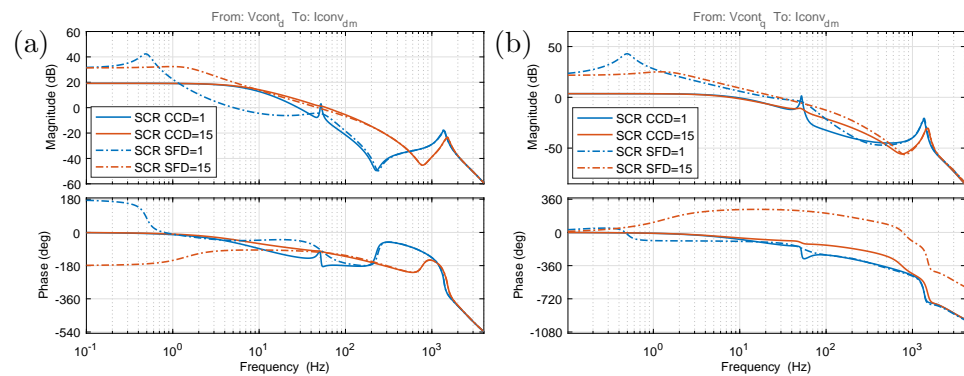 (a)
From: Vcont_d To: Iconv_dm
Magnitude (dB)
60
40
20
0
-20
-40
-60
SCR CCD=1
SCR CCD=15
SCR SFD=1
SCR SFD=15
Phase (deg)
180
0
-180
-360
-540
10^-1 10^0 10^1 10^2 10^3
Frequency (Hz)
(b)
From: Vcont_q To: Iconv_dm
Magnitude (dB)
50
0
-50
SCR CCD=1
SCR CCD=15
SCR SFD=1
SCR SFD=15
Phase (deg)
360
0
-360
-720
-1080
10^0 10^1 10^2 10^3
Frequency (Hz)